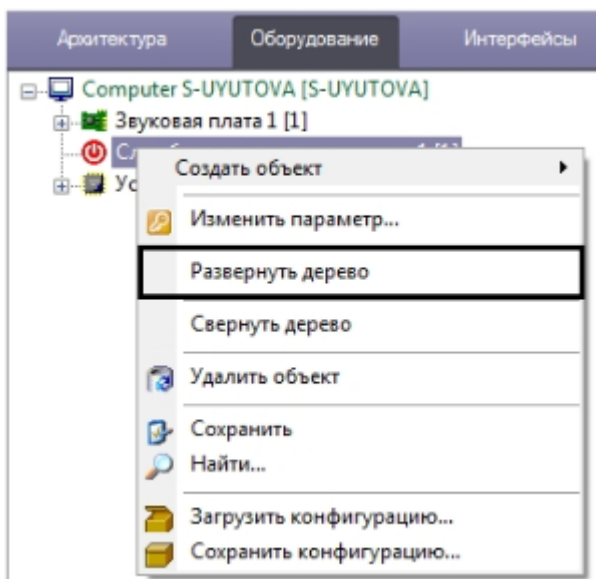 Архитектура Оборудование Интерфейсы
Computer S-UYUTOVA [S-UYUTOVA]
Звуковая плата 1 [1]
Создать объект
Изменить параметр...
Развернуть дерево
Свернуть дерево
Удалить объект
Сохранить
Найти...
Загрузить конфигурацию...
Сохранить конфигурацию...